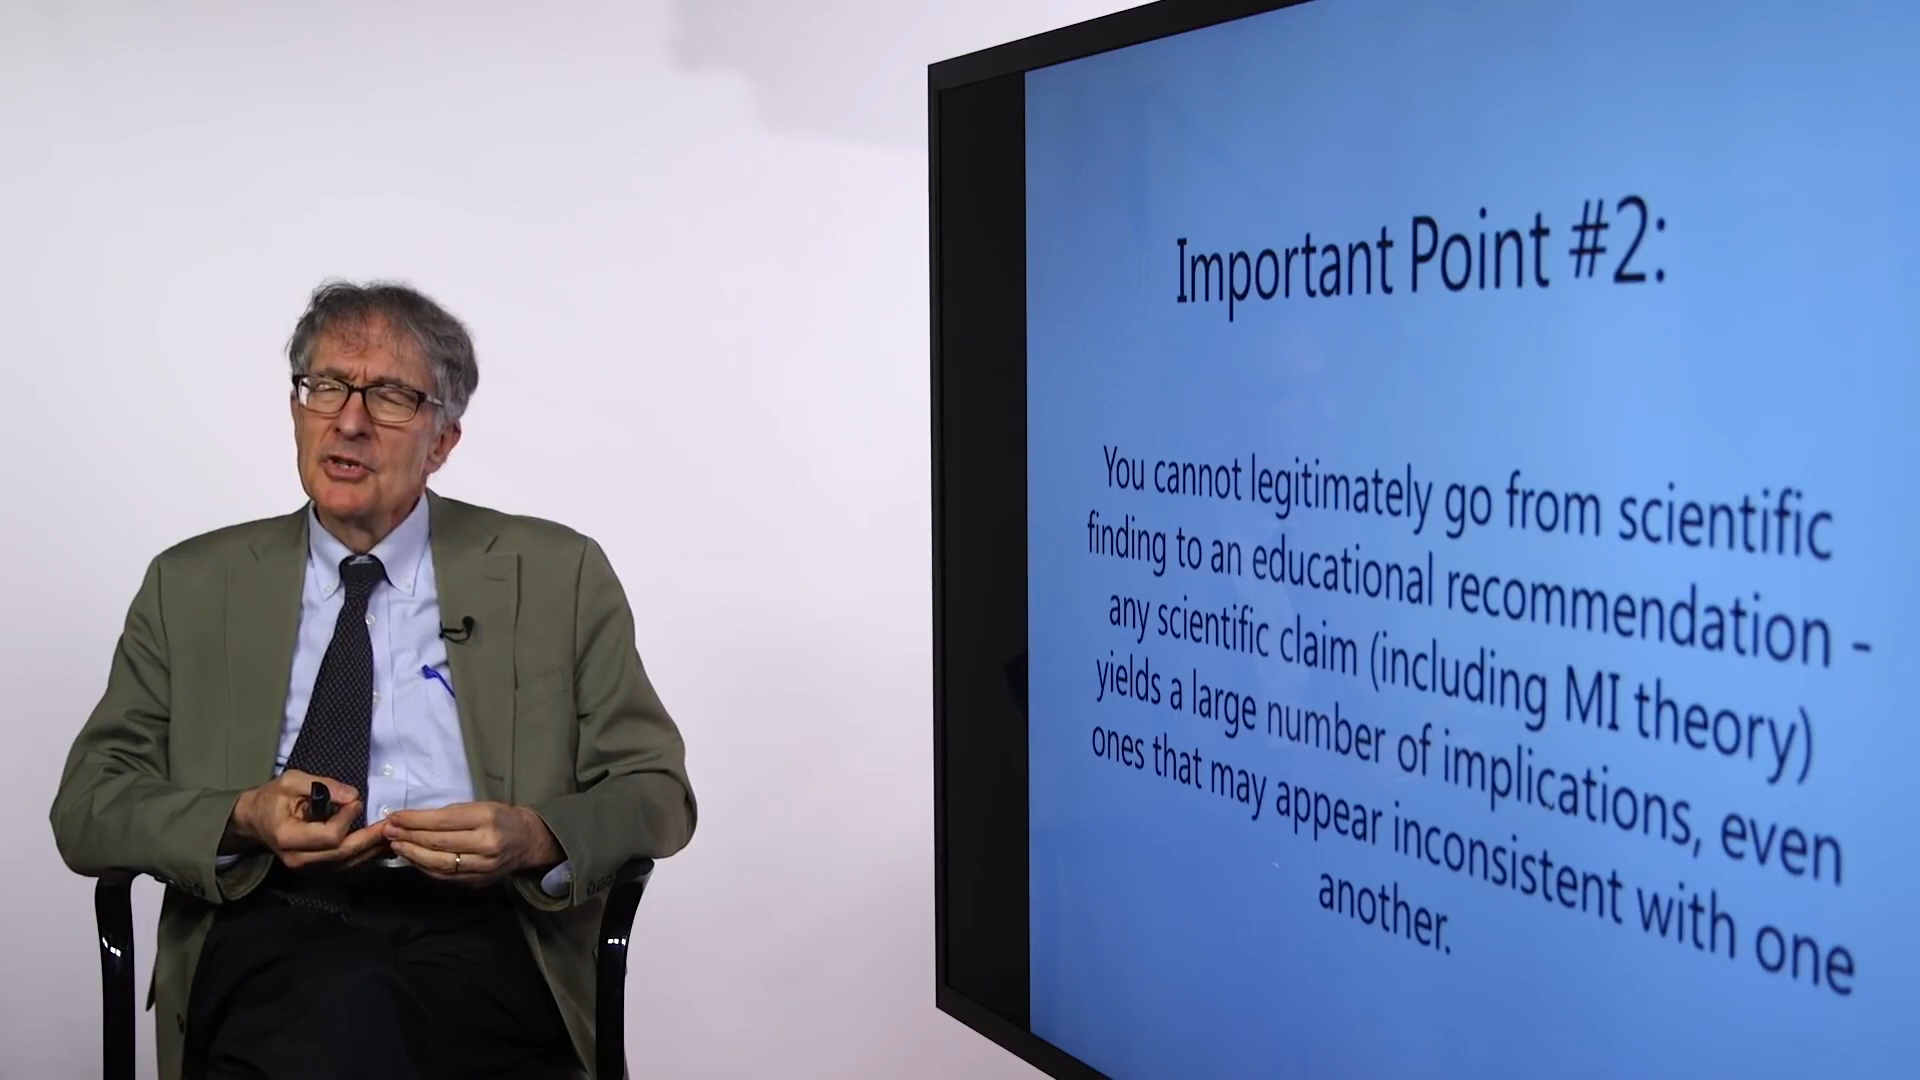 Important Point #2:
You cannot legitimately go from scientific
finding to an educational recommendation -
any scientific claim (including MI theory)
yields a large number of implications, even
ones that may appear inconsistent with one
another.